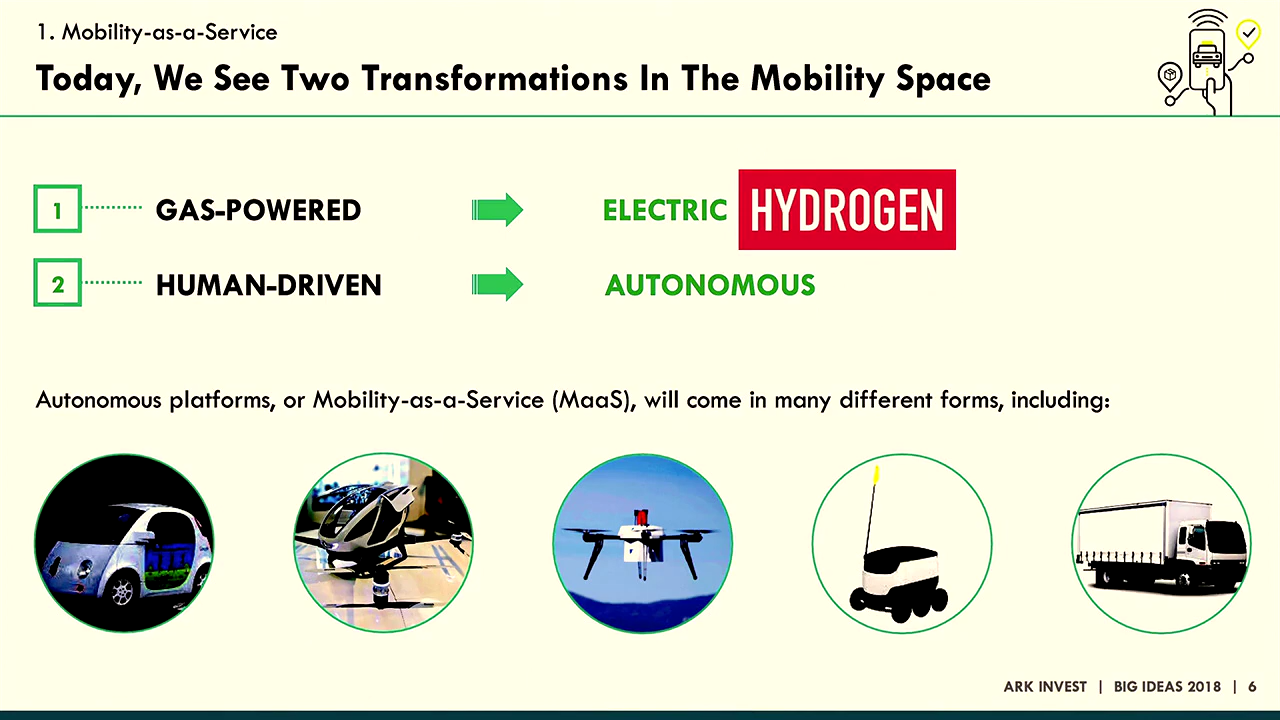 1. Mobility-as-a-Service
Today, We See Two Transformations In The Mobility Space
1 GAS-POWERED ELECTRIC HYDROGEN
2 HUMAN-DRIVEN AUTONOMOUS
Autonomous platforms, or Mobility-as-a-Service (MaaS), will come in many different forms, including:
ARK INVEST | BIG IDEAS 2018 | 6